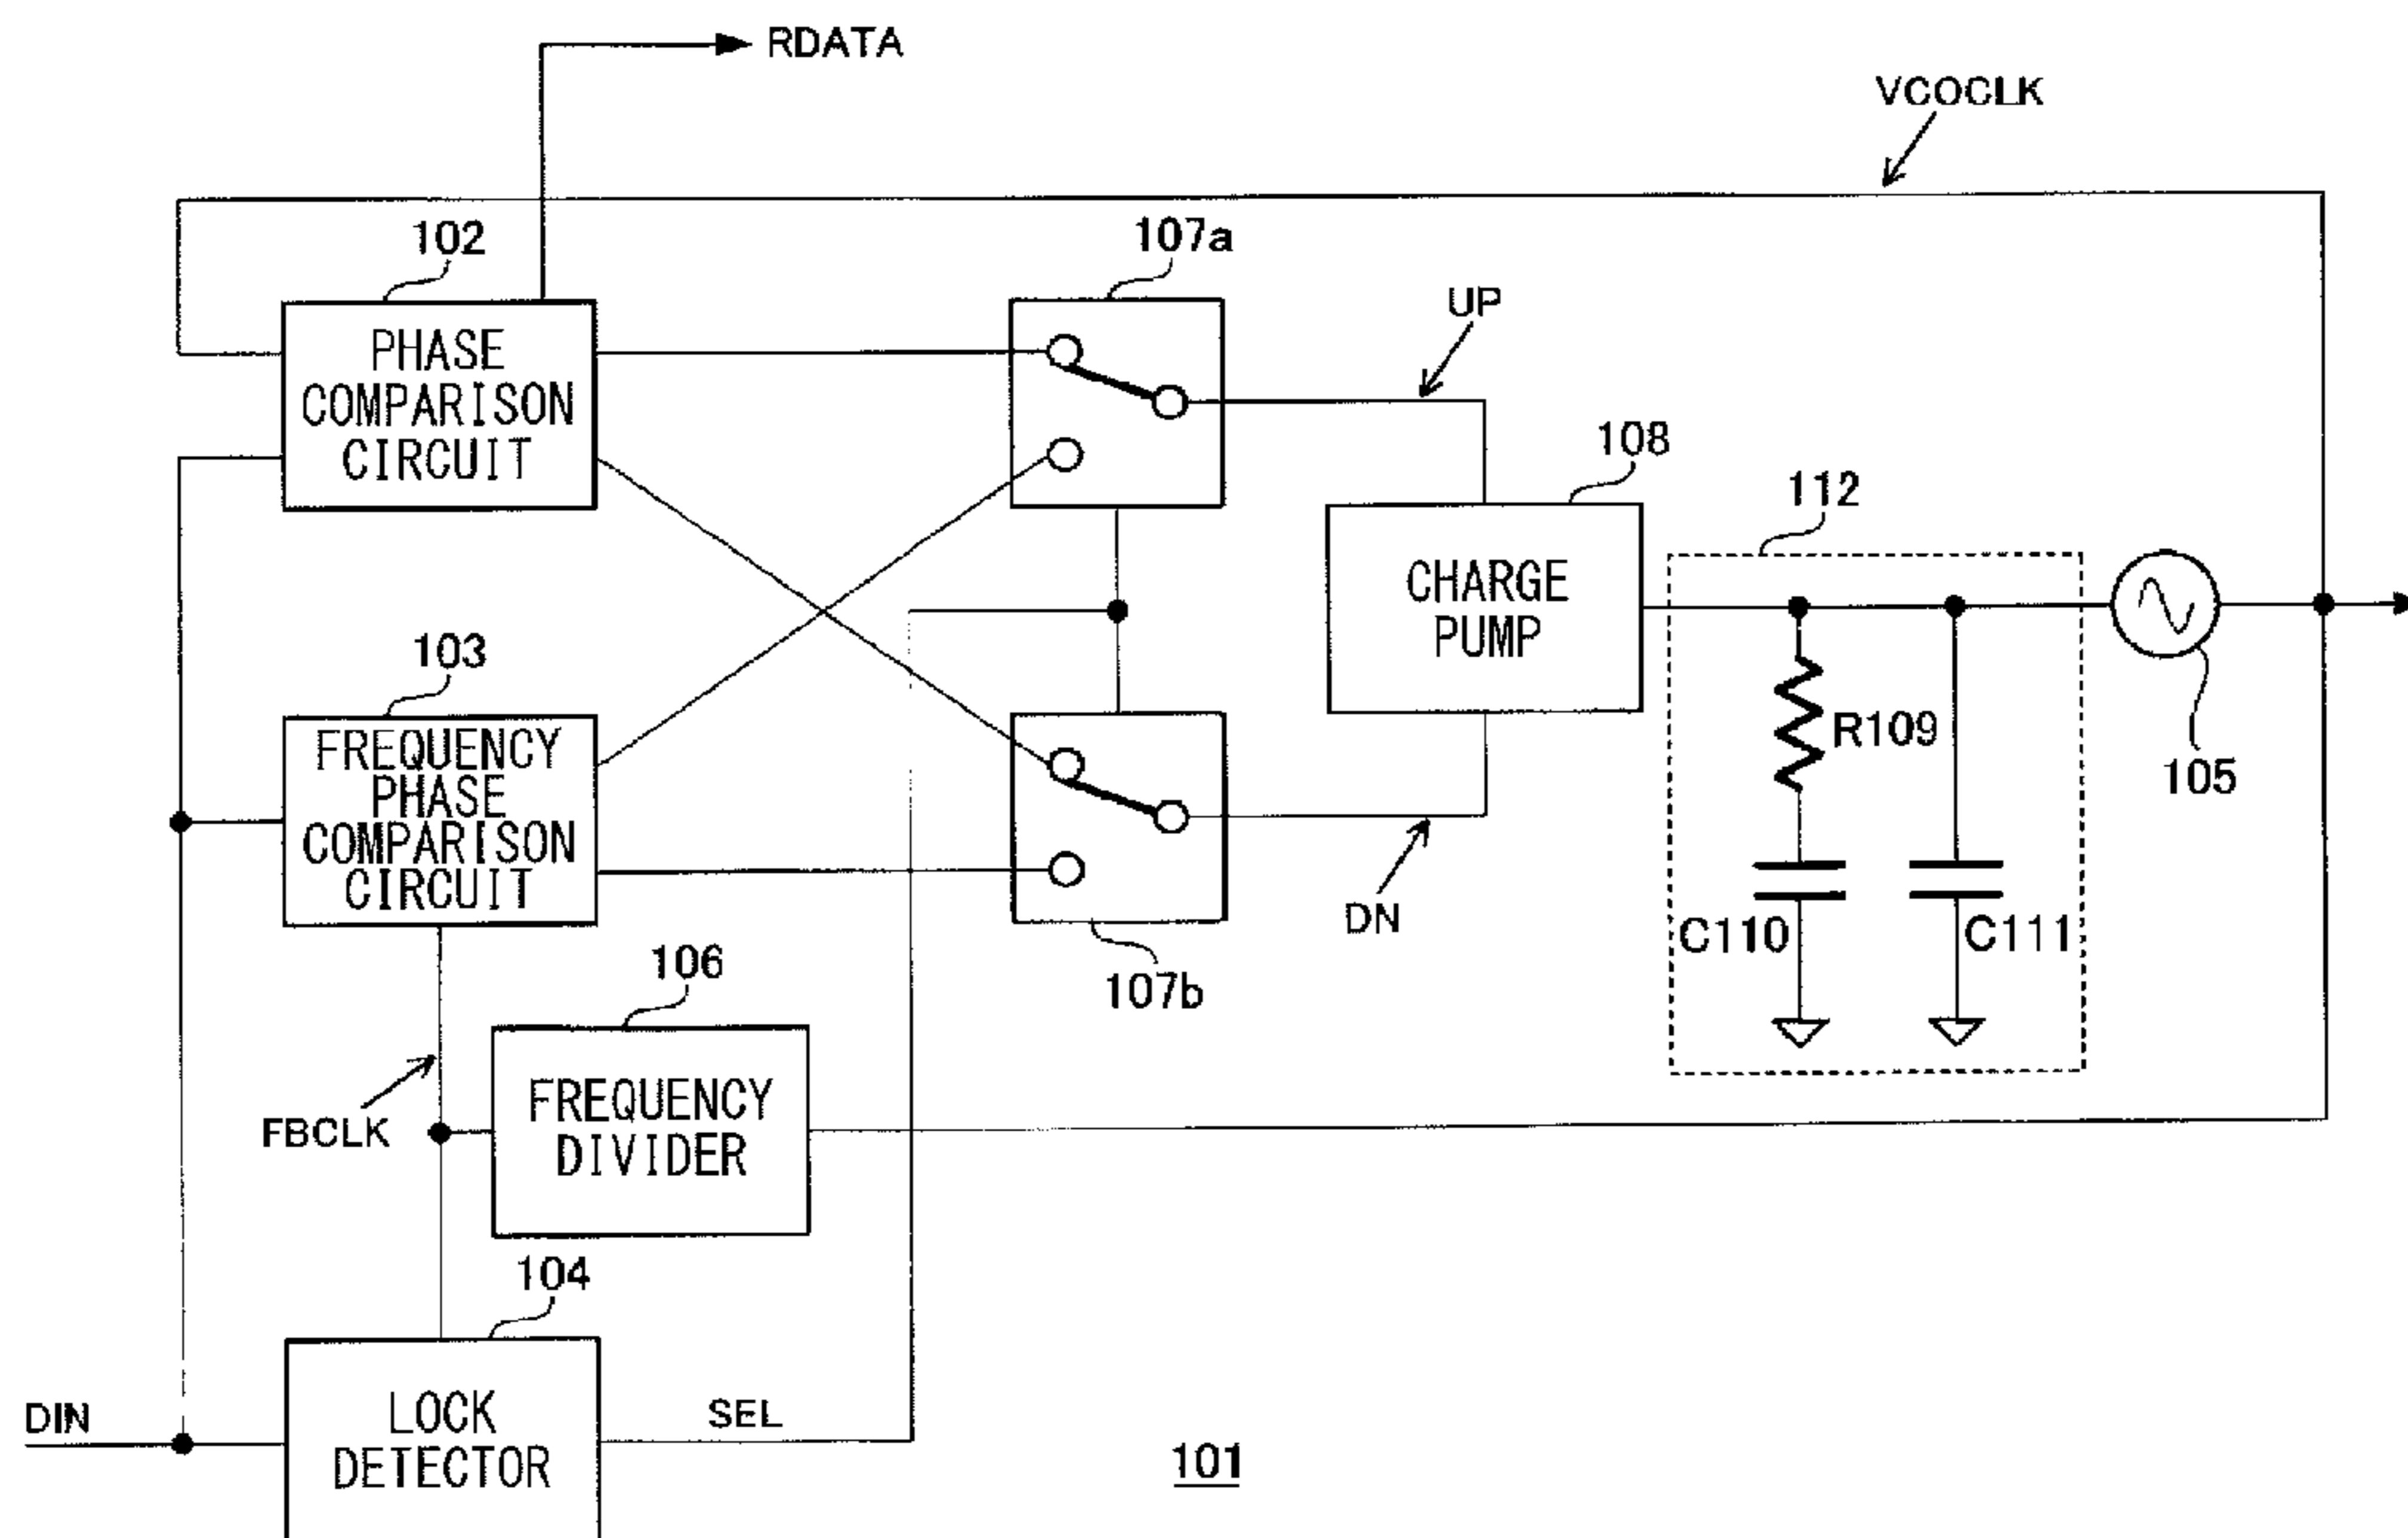 RDATA
VCOCLK
102
107a
PHASE
COMPARISON
CIRCUIT
UP
108
112
CHARGE
PUMP
103
FREQUENCY
PHASE
COMPARISON
CIRCUIT
R109
105
C110
C111
DN
107b
106
FREQUENCY
DIVIDER
FBCLK
104
DIN
LOCK
DETECTOR
SEL
101